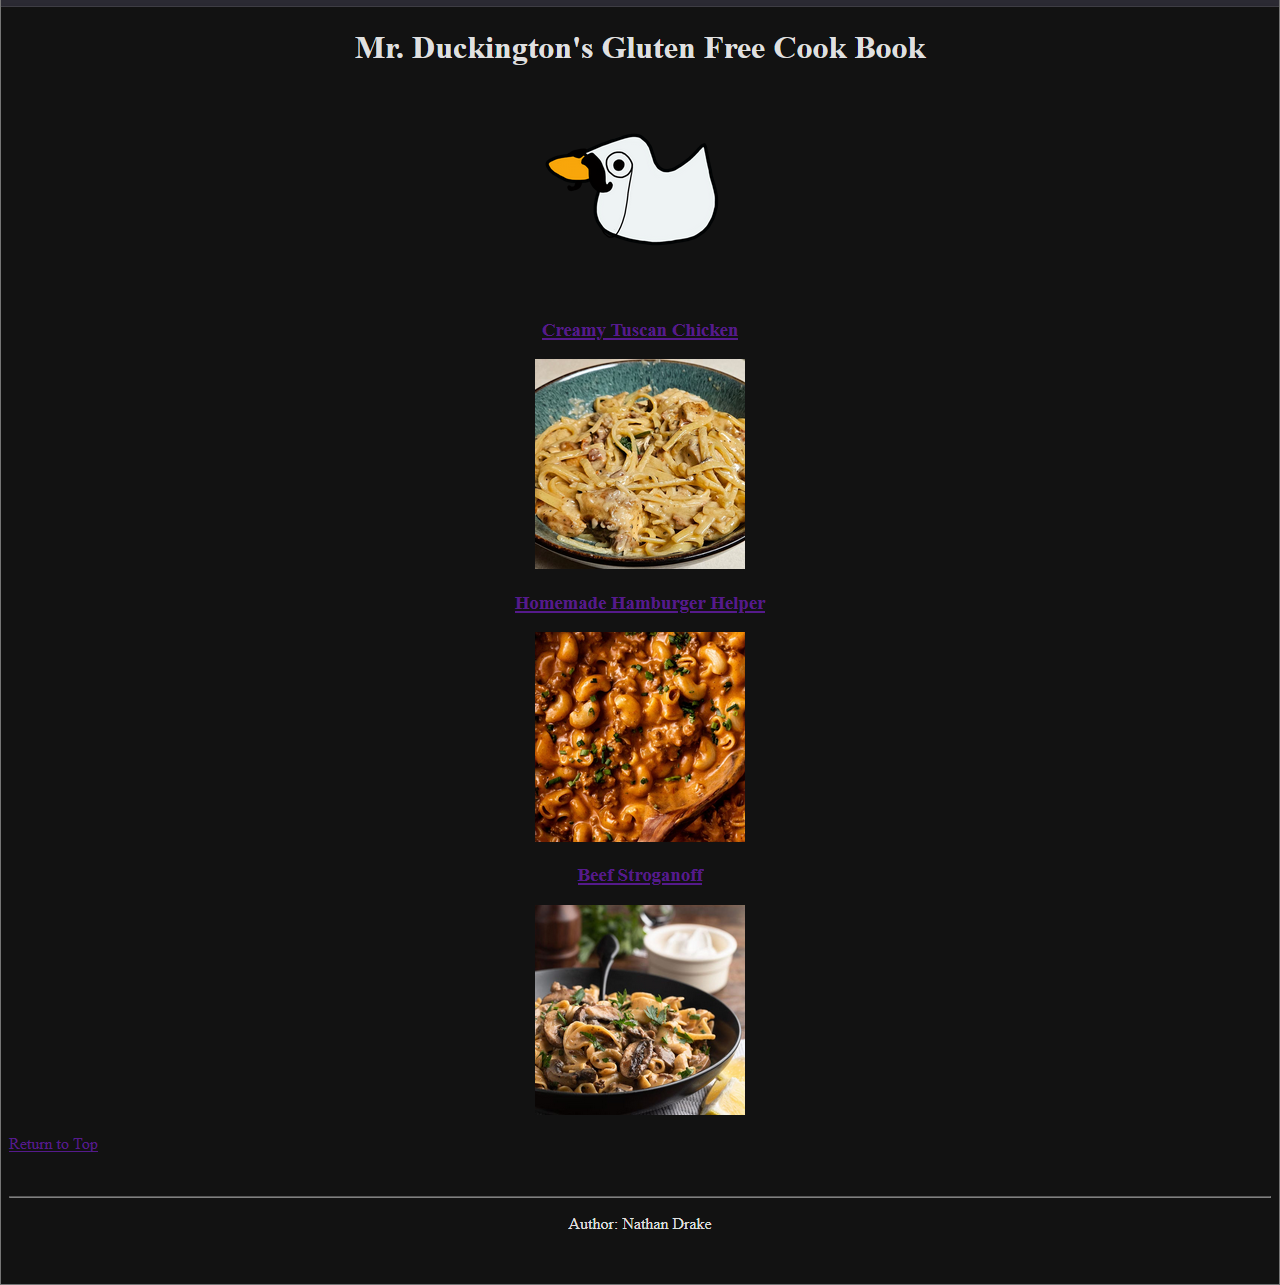 Mr. Duckington's Gluten Free Cook Book
Creamy Tuscan Chicken
Homemade Hamburger Helper
Beef Stroganoff
Return to Top
Author: Nathan Drake